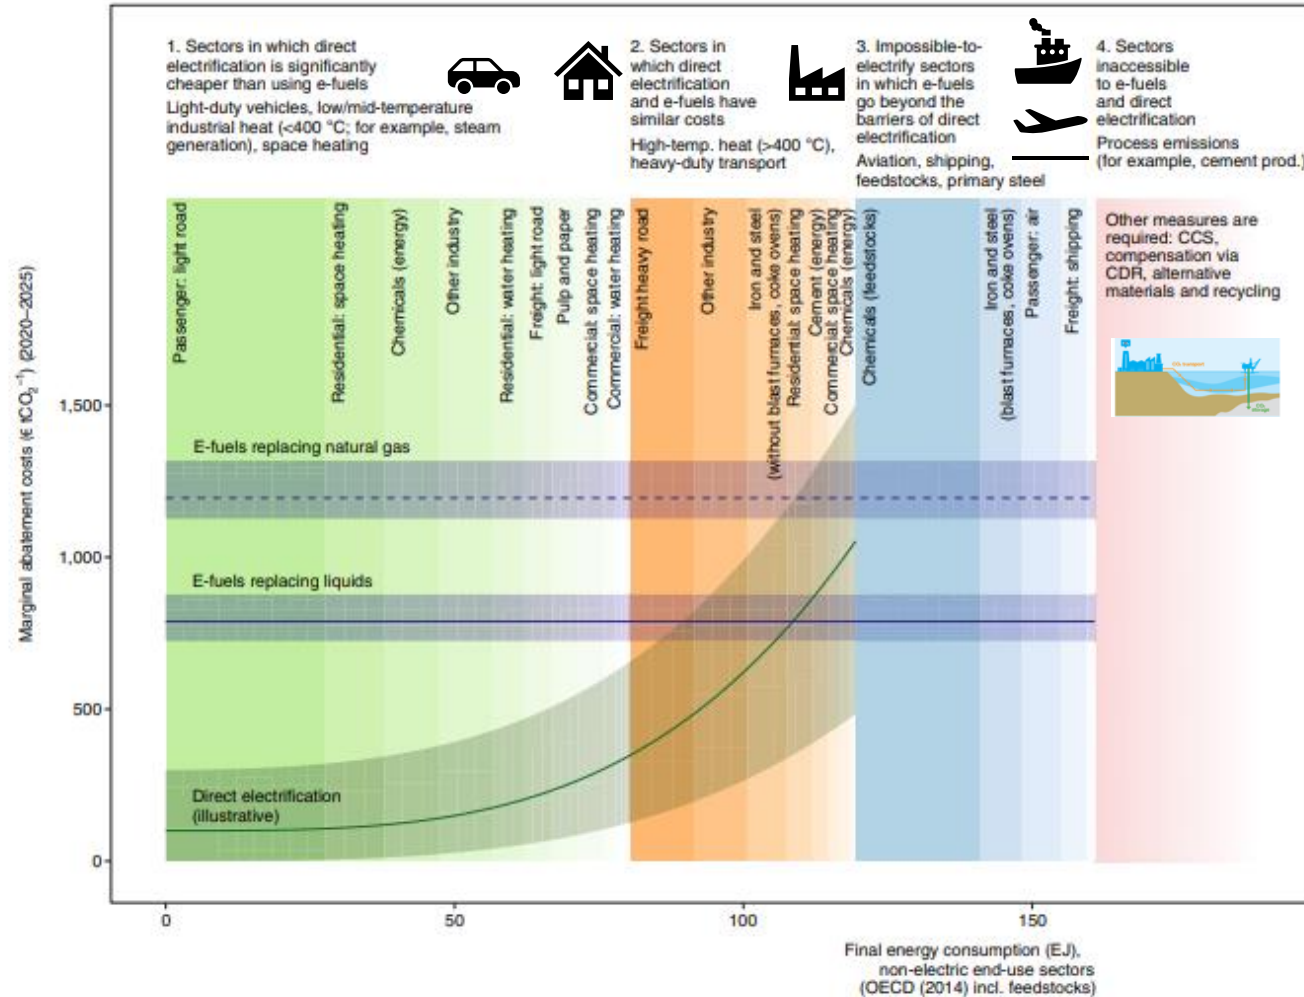 1. Sectors in which direct
electrification is significantly
cheaper than using e-fuels
Light-duty vehicles, low/mid-temperature
industrial heat (<400 °C; for example, steam
generation), space heating
2. Sectors in
which direct
electrification
and e-fuels have
similar costs
High-temp. heat (>400 °C),
heavy-duty transport
3. Impossible-to-
electrify sectors
in which e-fuels
go beyond the
barriers of direct
electrification
Aviation, shipping,
feedstocks, primary steel
4. Sectors
inaccessible
to e-fuels
and direct
electrification
Process emissions
(for example, cement prod.)
Passenger: light road
Residential: space heating
Chemicals (energy)
Other industry
Residential: water heating
Freight: light road
Pulp and paper
Commercial: space heating
Commercial: water heating
Freight heavy road
Other industry
Iron and steel
(without blast furnaces, coke ovens)
Residential: space heating
Cement (energy)
Commercial: space heating
Chemicals (energy)
Chemicals (feedstocks)
Iron and steel
(blast furnaces, coke ovens)
Passenger: air
Freight: shipping
Other measures are
required: CCS,
compensation via
CDR, alternative
materials and recycling
Marginal abatement costs (€ tCO₂⁻¹) (2020–2025)
1,500
1,000
500
0
E-fuels replacing natural gas
E-fuels replacing liquids
Direct electrification
(illustrative)
0
50
100
150
Final energy consumption (EJ),
non-electric end-use sectors
(OECD (2014) incl. feedstocks)